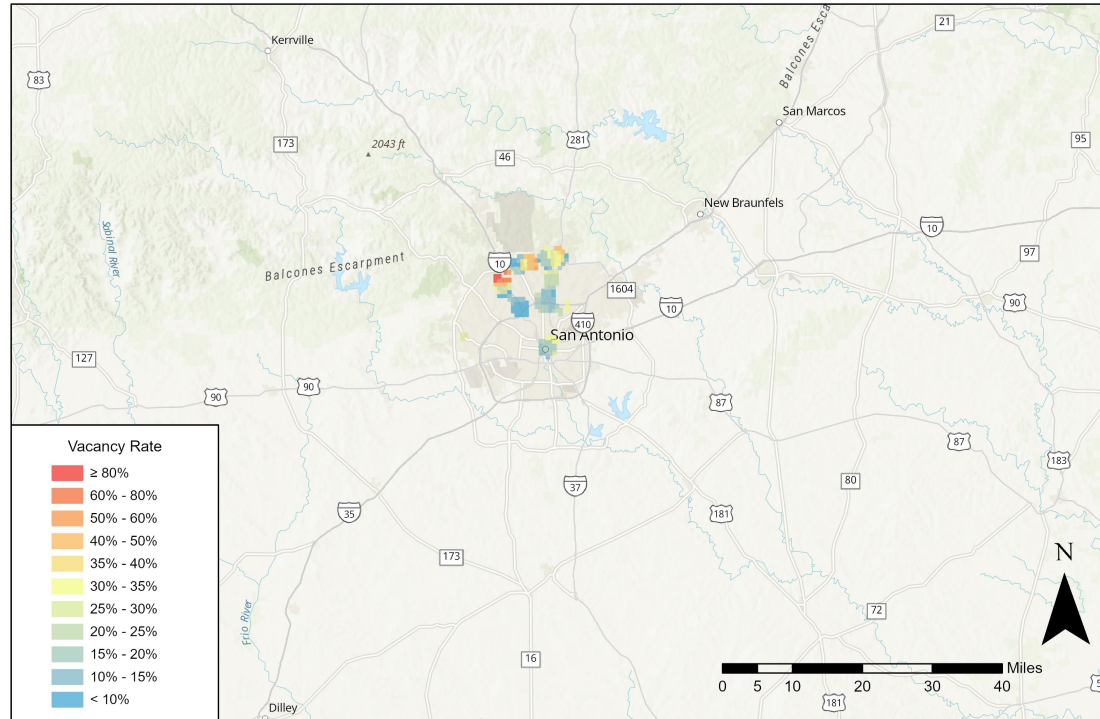 Balcones Esca
21
Kerrville
83
San Marcos
281
95
173
2043 ft
46
New Braunfels
Sabinal River
10
10
97
Balcones Escarpment
1604
90
10
410
San Antonio
127
90
90
87
87
183
37
80
35
181
173
72
16
Frio River
Dilley
181
5
Vacancy Rate
≥ 80%
60% - 80%
50% - 60%
40% - 50%
35% - 40%
30% - 35%
25% - 30%
20% - 25%
15% - 20%
10% - 15%
< 10%
N
Miles
0 5 10 20 30 40